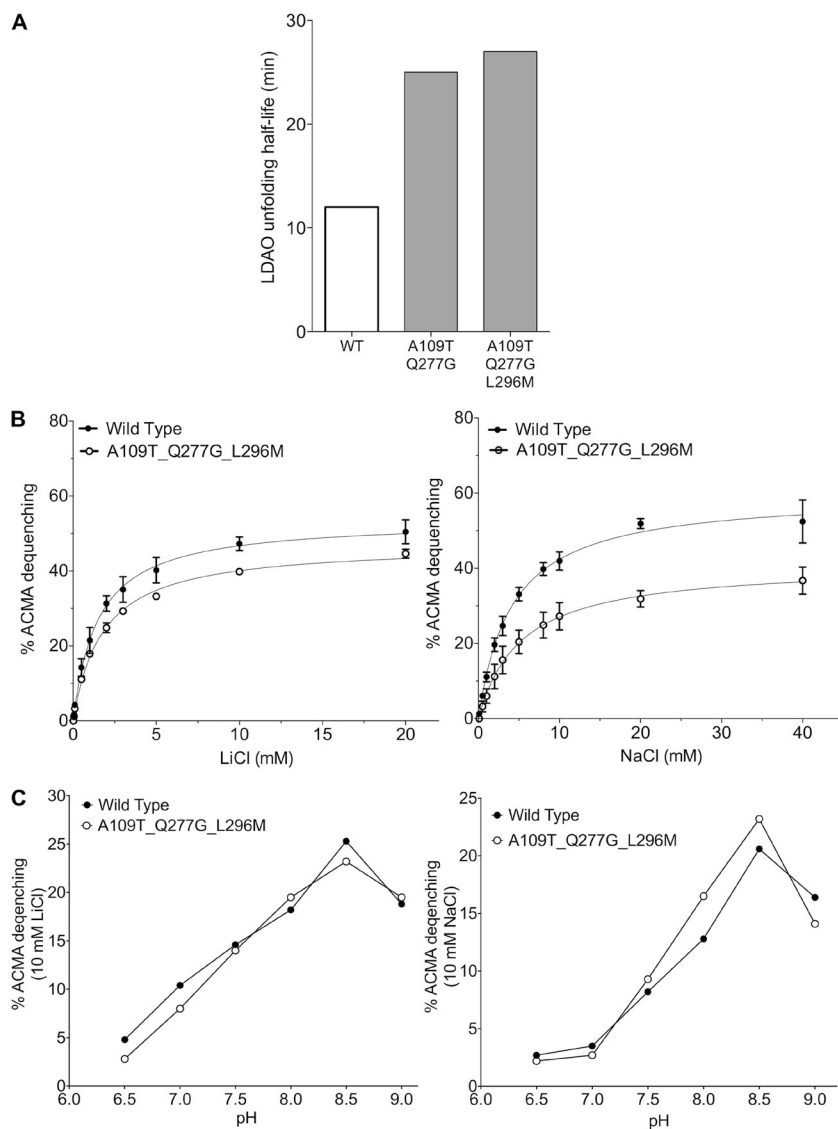 A
LDAO unfolding half-life (min)
30
20
10
0
WT
A109T
Q277G
A109T
Q277G
L296M
B
% ACMA dequenching
80
60
40
20
0
Wild Type
A109T_Q277G_L296M
0
5
10
15
20
LiCl (mM)
% ACMA dequenching
80
60
40
20
0
Wild Type
A109T_Q277G_L296M
0
10
20
30
40
NaCl (mM)
C
% ACMA deqenching
(10 mM LiCl)
30
25
20
15
10
5
0
Wild Type
A109T_Q277G_L296M
6.0
6.5
7.0
7.5
8.0
8.5
9.0
pH
% ACMA deqenching
(10 mM NaCl)
25
20
15
10
5
0
Wild Type
A109T_Q277G_L296M
6.0
6.5
7.0
7.5
8.0
8.5
9.0
pH